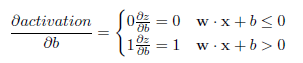 ∂activation/∂b = { 0 ∂z/∂b = 0   w · x + b ≤ 0
1 ∂z/∂b = 1   w · x + b > 0